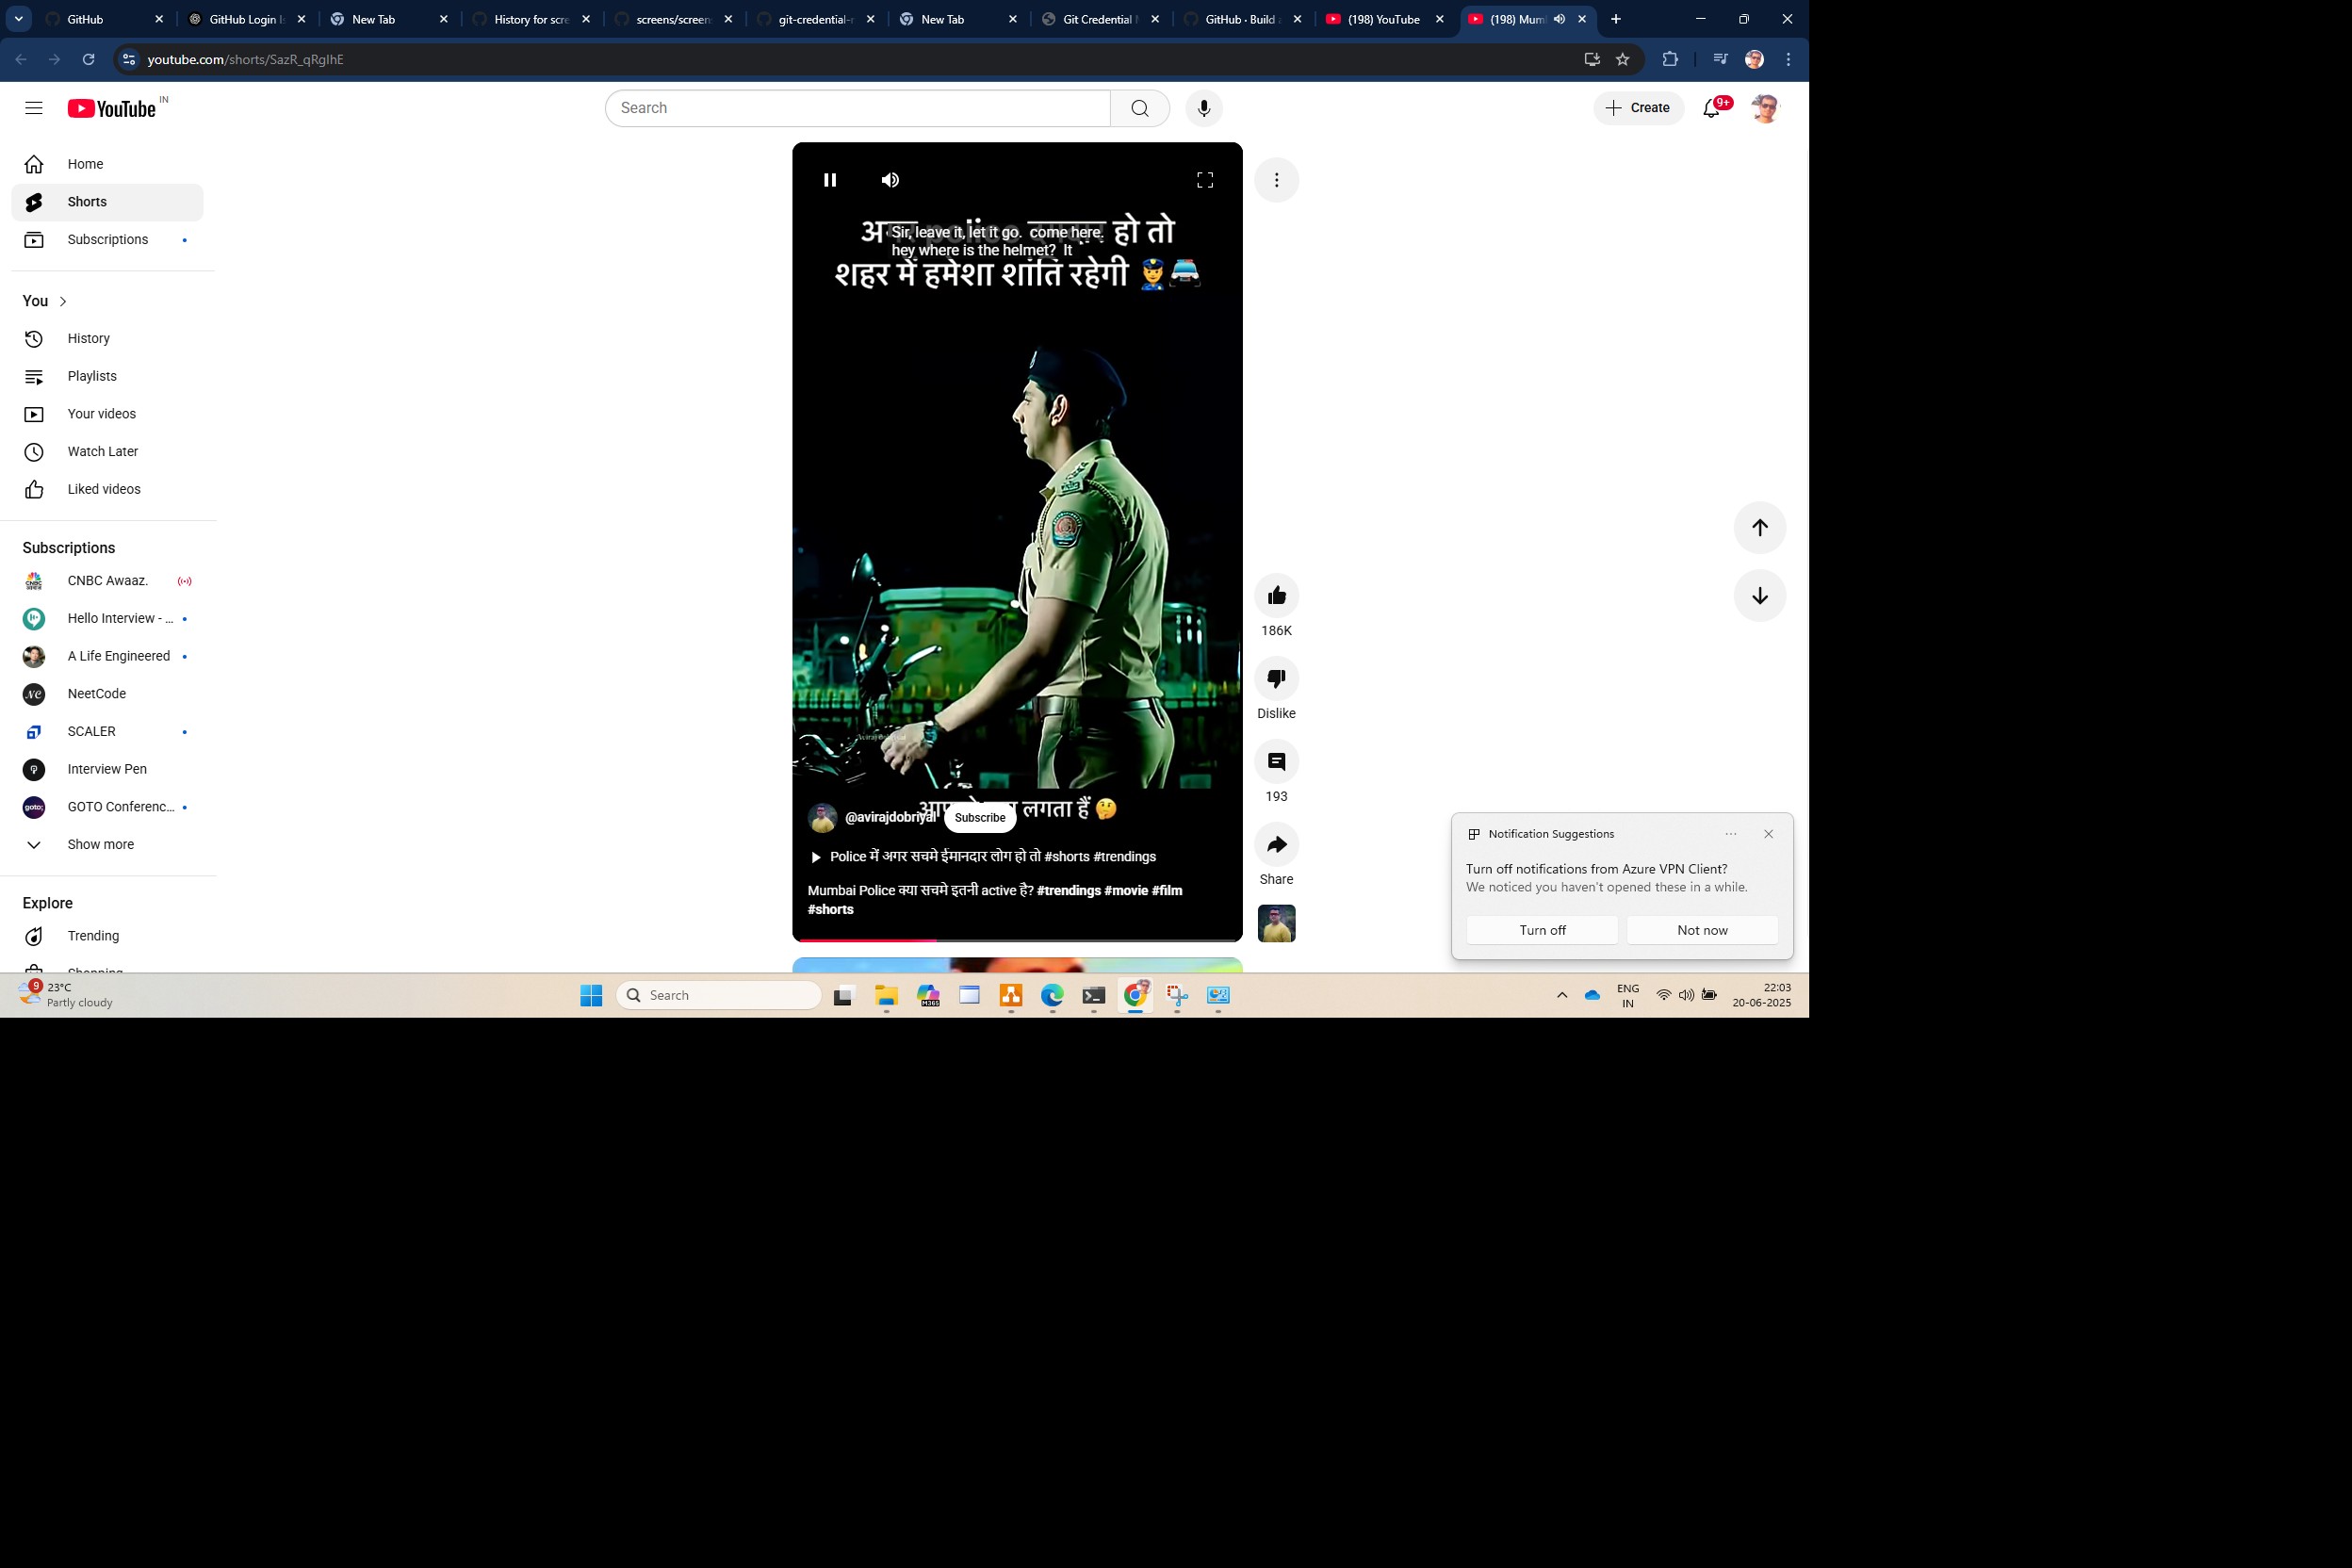 GitHub
GitHub Login
New Tab
History for scre
screens/screen
git-credential-
New Tab
Git Credential
GitHub · Build
(198) YouTube
(198) Mum
youtube.com/shorts/SazR_qRgIhE
YouTube IN
Search
Create
9+
Home
Shorts
Subscriptions
You
History
Playlists
Your videos
Watch Later
Liked videos
Subscriptions
CNBC Awaaz.
Hello Interview - ...
A Life Engineered
NeetCode
SCALER
Interview Pen
GOTO Conferenc...
Show more
Explore
Trending
Shopping
अगर police दमदार हो तो
शहर में हमेशा शांति रहेगी 👮🚔
Sir, leave it, let it go. come here.
hey where is the helmet? It
लगता हैं 🤔
@avirajdobriyal
Subscribe
Police में अगर सचमे ईमानदार लोग हो तो #shorts #trendings
Mumbai Police क्या सचमे इतनी active है? #trendings #movie #film
#shorts
186K
Dislike
193
Share
Notification Suggestions
Turn off notifications from Azure VPN Client?
We noticed you haven't opened these in a while.
Turn off
Not now
9
23°C
Partly cloudy
Search
M365
ENG
IN
22:03
20-06-2025